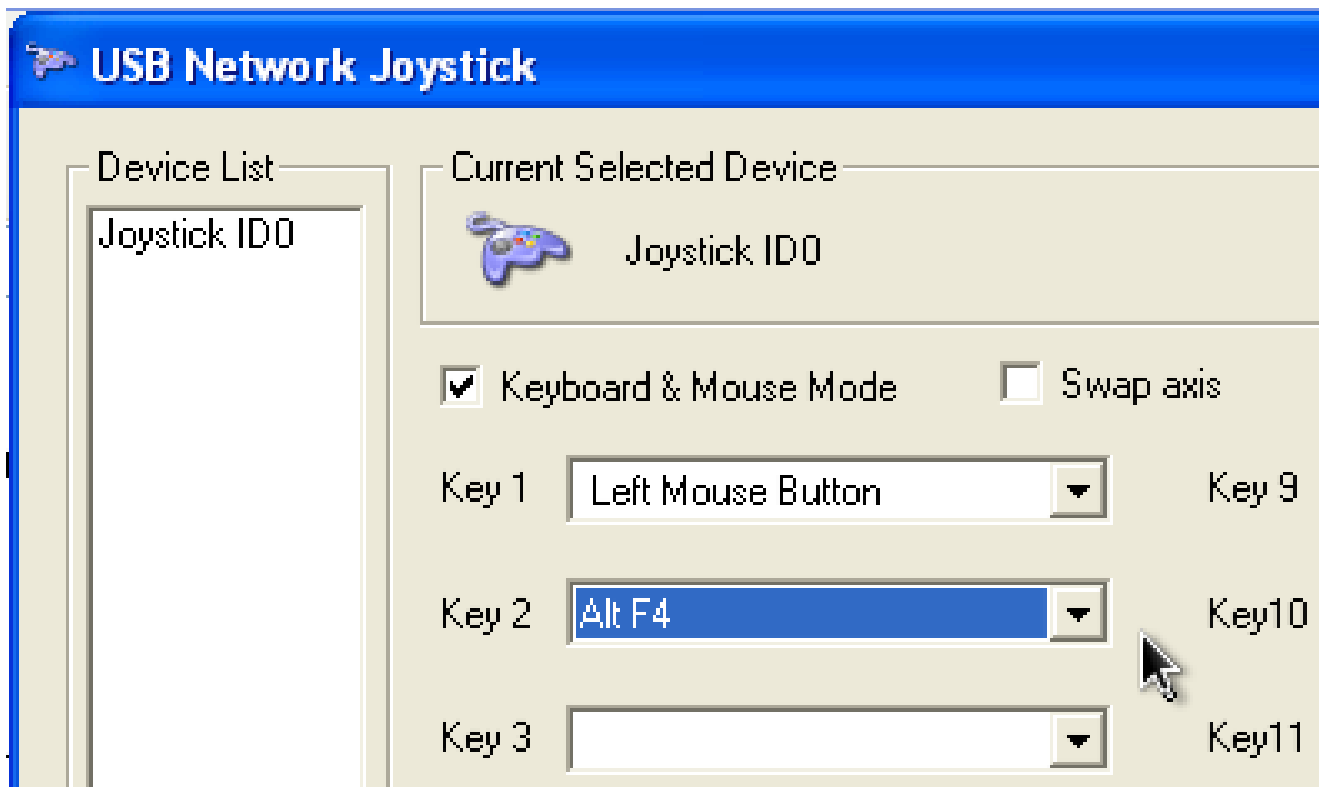 USB Network Joystick
Device List
Current Selected Device
Joystick ID0
Joystick ID0
Keyboard & Mouse Mode
Swap axis
Key 1
Left Mouse Button
Key 9
Key 2
Alt F4
Key10
Key 3
Key11